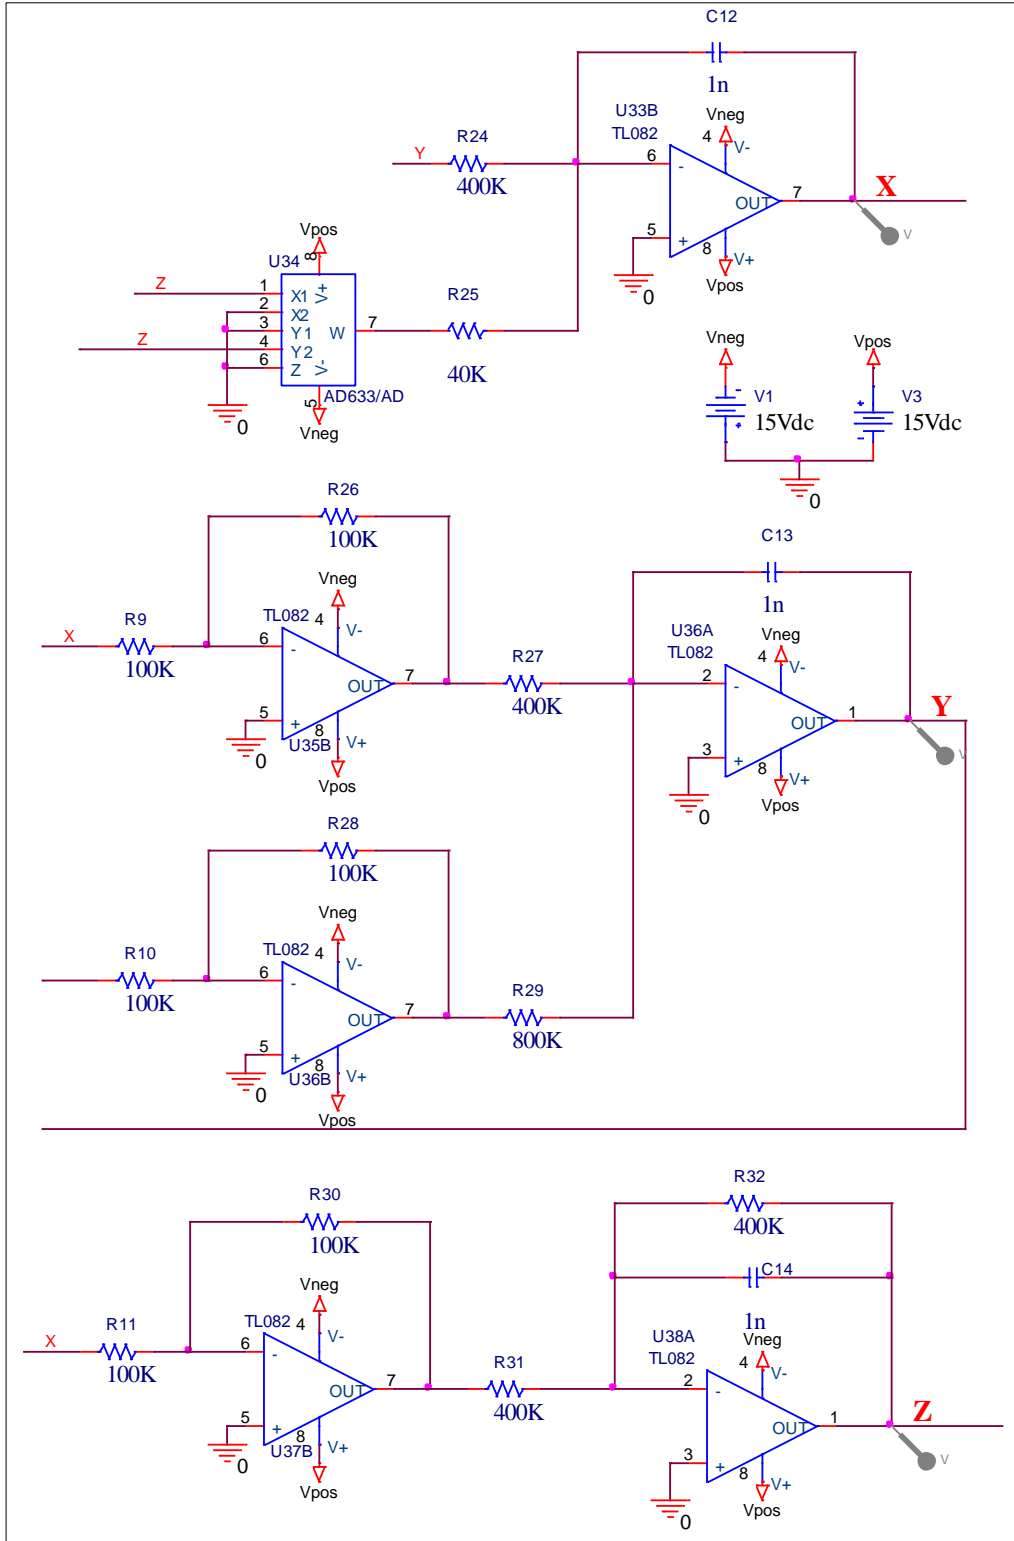 C12
1n
U33B
TL082
Vneg
4
V-
R24
Y
400K
6
-
OUT
7
X
V
5
+
8
V+
Vpos
0
Vpos
8
U34
Z
1
X1
V+
2
X2
3
Y1
W
7
Z
4
Y2
6
Z
V-
AD633/AD
5
Vneg
0
R25
40K
Vneg
-
V1
15Vdc
+
Vpos
+
V3
15Vdc
-
0
R26
100K
Vneg
TL082
4
V-
R9
X
100K
6
-
OUT
7
5
+
8
U35B
V+
Vpos
0
R27
400K
C13
1n
U36A
TL082
Vneg
4
V-
2
-
OUT
1
Y
V
3
+
8
V+
Vpos
0
R28
100K
Vneg
TL082
4
V-
R10
100K
6
-
OUT
7
5
+
8
U36B
V+
Vpos
0
R29
800K
R30
100K
Vneg
TL082
4
V-
R11
X
100K
6
-
OUT
7
5
+
8
U37B
V+
Vpos
0
R31
400K
R32
400K
C14
1n
U38A
TL082
Vneg
4
V-
2
-
OUT
1
Z
V
3
+
8
V+
Vpos
0